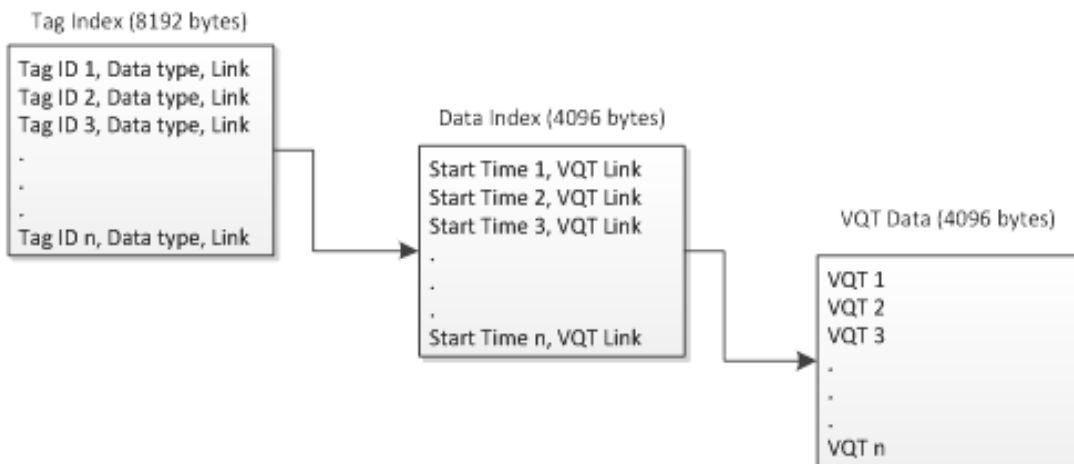 Tag Index (8192 bytes)
Tag ID 1, Data type, Link
Tag ID 2, Data type, Link
Tag ID 3, Data type, Link
.
.
.
Tag ID n, Data type, Link
Data Index (4096 bytes)
Start Time 1, VQT Link
Start Time 2, VQT Link
Start Time 3, VQT Link
.
.
.
Start Time n, VQT Link
VQT Data (4096 bytes)
VQT 1
VQT 2
VQT 3
.
.
.
VQT n